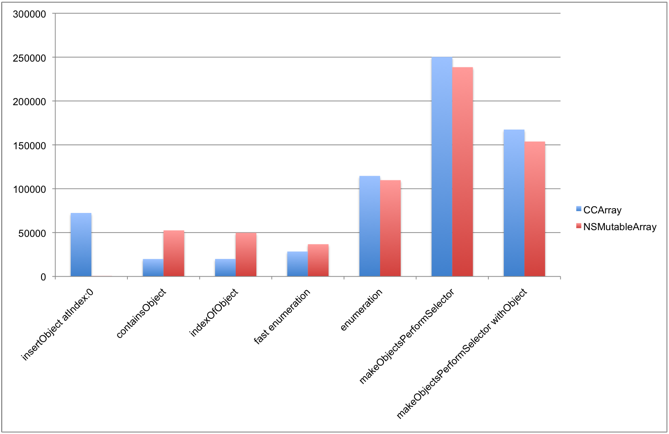 300000
250000
200000
150000
100000
50000
0
insertObject atIndex:0
containsObject
indexOfObject
fast enumeration
enumeration
makeObjectsPerformSelector
makeObjectsPerformSelector withObject
CCArray
NSMutableArray